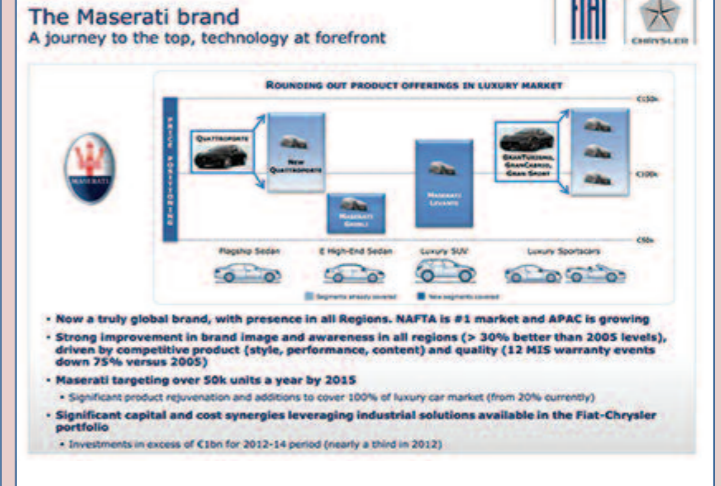 The Maserati brand
A journey to the top, technology at forefront
FIAT
CHRYSLER
ROUNDING OUT PRODUCT OFFERINGS IN LUXURY MARKET
PRICE POSITIONING
€150k
€100k
€50k
QUATTROPORTE
NEW
QUATTROPORTE
MASERATI
GHIBLI
MASERATI
LEVANTE
GRANTURISMO,
GRANCABRIO,
GRAN SPORT
MASERATI
Flagship Sedan
E High-End Sedan
Luxury SUV
Luxury Sportscars
Segments already covered
New segments covered
• Now a truly global brand, with presence in all Regions. NAFTA is #1 market and APAC is growing
• Strong improvement in brand image and awareness in all regions (> 30% better than 2005 levels),
driven by competitive product (style, performance, content) and quality (12 MIS warranty events
down 75% versus 2005)
• Maserati targeting over 50k units a year by 2015
• Significant product rejuvenation and additions to cover 100% of luxury car market (from 20% currently)
• Significant capital and cost synergies leveraging industrial solutions available in the Fiat-Chrysler
portfolio
• Investments in excess of €1bn for 2012-14 period (nearly a third in 2012)